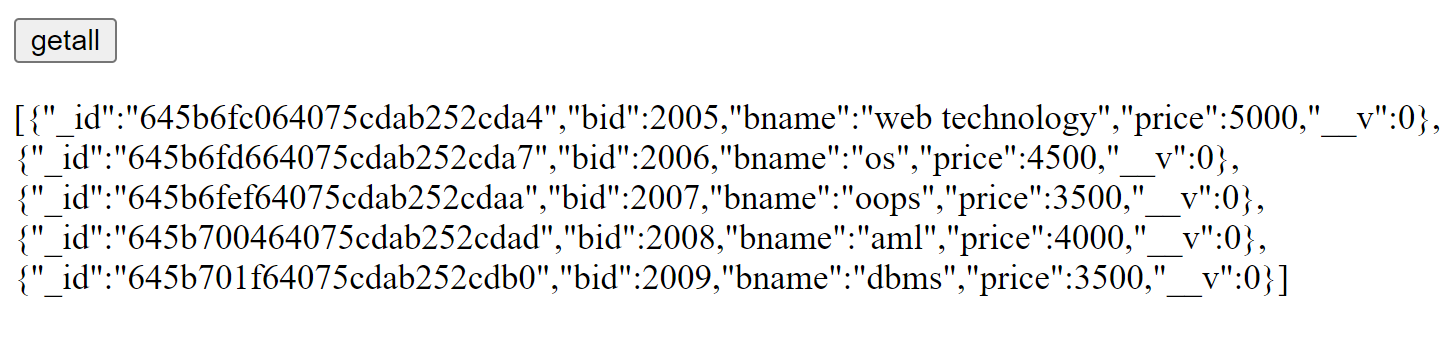 getall
[{"_id":"645b6fc064075cdab252cda4","bid":2005,"bname":"web technology","price":5000,"__v":0},
{"_id":"645b6fd664075cdab252cda7","bid":2006,"bname":"os","price":4500,"__v":0},
{"_id":"645b6fef64075cdab252cdaa","bid":2007,"bname":"oops","price":3500,"__v":0},
{"_id":"645b700464075cdab252cdad","bid":2008,"bname":"aml","price":4000,"__v":0},
{"_id":"645b701f64075cdab252cdb0","bid":2009,"bname":"dbms","price":3500,"__v":0}]